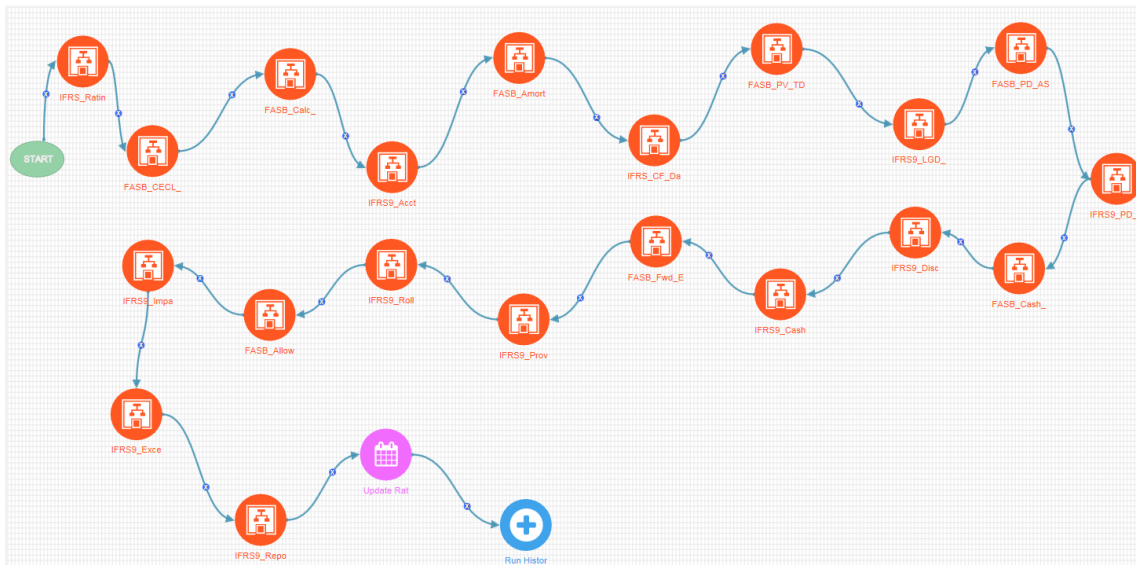 START
IFRS_Ratin
FASB_CECL_
FASB_Calc_
IFRS9_Acct
FASB_Amort
IFRS_CF_Da
FASB_PV_TD
IFRS9_LGD_
FASB_PD_AS
IFRS9_PD_
FASB_Cash_
IFRS9_Disc
IFRS9_Cash
FASB_Fwd_E
IFRS9_Prov
IFRS9_Roll
FASB_Allow
IFRS9_Impa
IFRS9_Exce
IFRS9_Repo
Update Rat
Run Histor